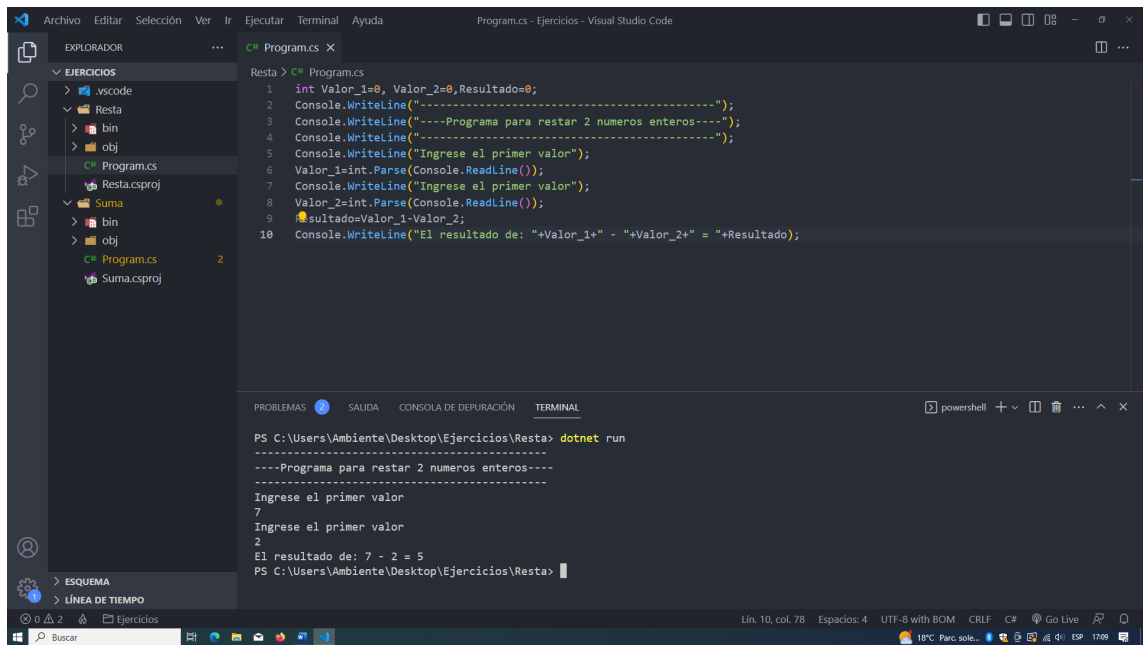 Archivo Editar Selección Ver Ir Ejecutar Terminal Ayuda Program.cs - Ejercicios - Visual Studio Code
EXPLORADOR ...
EJERCICIOS
.vscode
Resta
bin
obj
C# Program.cs
Resta.csproj
Suma
bin
obj
C# Program.cs 2
Suma.csproj
ESQUEMA
LÍNEA DE TIEMPO
C# Program.cs
Resta > C# Program.cs
1 int Valor_1=0, Valor_2=0,Resultado=0;
2 Console.WriteLine("---------------------------------------------");
3 Console.WriteLine("----Programa para restar 2 numeros enteros----");
4 Console.WriteLine("---------------------------------------------");
5 Console.WriteLine("Ingrese el primer valor");
6 Valor_1=int.Parse(Console.ReadLine());
7 Console.WriteLine("Ingrese el primer valor");
8 Valor_2=int.Parse(Console.ReadLine());
9 Resultado=Valor_1-Valor_2;
10 Console.WriteLine("El resultado de: "+Valor_1+" - "+Valor_2+" = "+Resultado);
PROBLEMAS 2 SALIDA CONSOLA DE DEPURACIÓN TERMINAL powershell
PS C:\Users\Ambiente\Desktop\Ejercicios\Resta> dotnet run
---------------------------------------------
----Programa para restar 2 numeros enteros----
---------------------------------------------
Ingrese el primer valor
7
Ingrese el primer valor
2
El resultado de: 7 - 2 = 5
PS C:\Users\Ambiente\Desktop\Ejercicios\Resta>
1
0 2 Ejercicios Lín. 10, col. 78 Espacios: 4 UTF-8 with BOM CRLF C# Go Live
Buscar 18°C Parc. sole... ESP 17:09